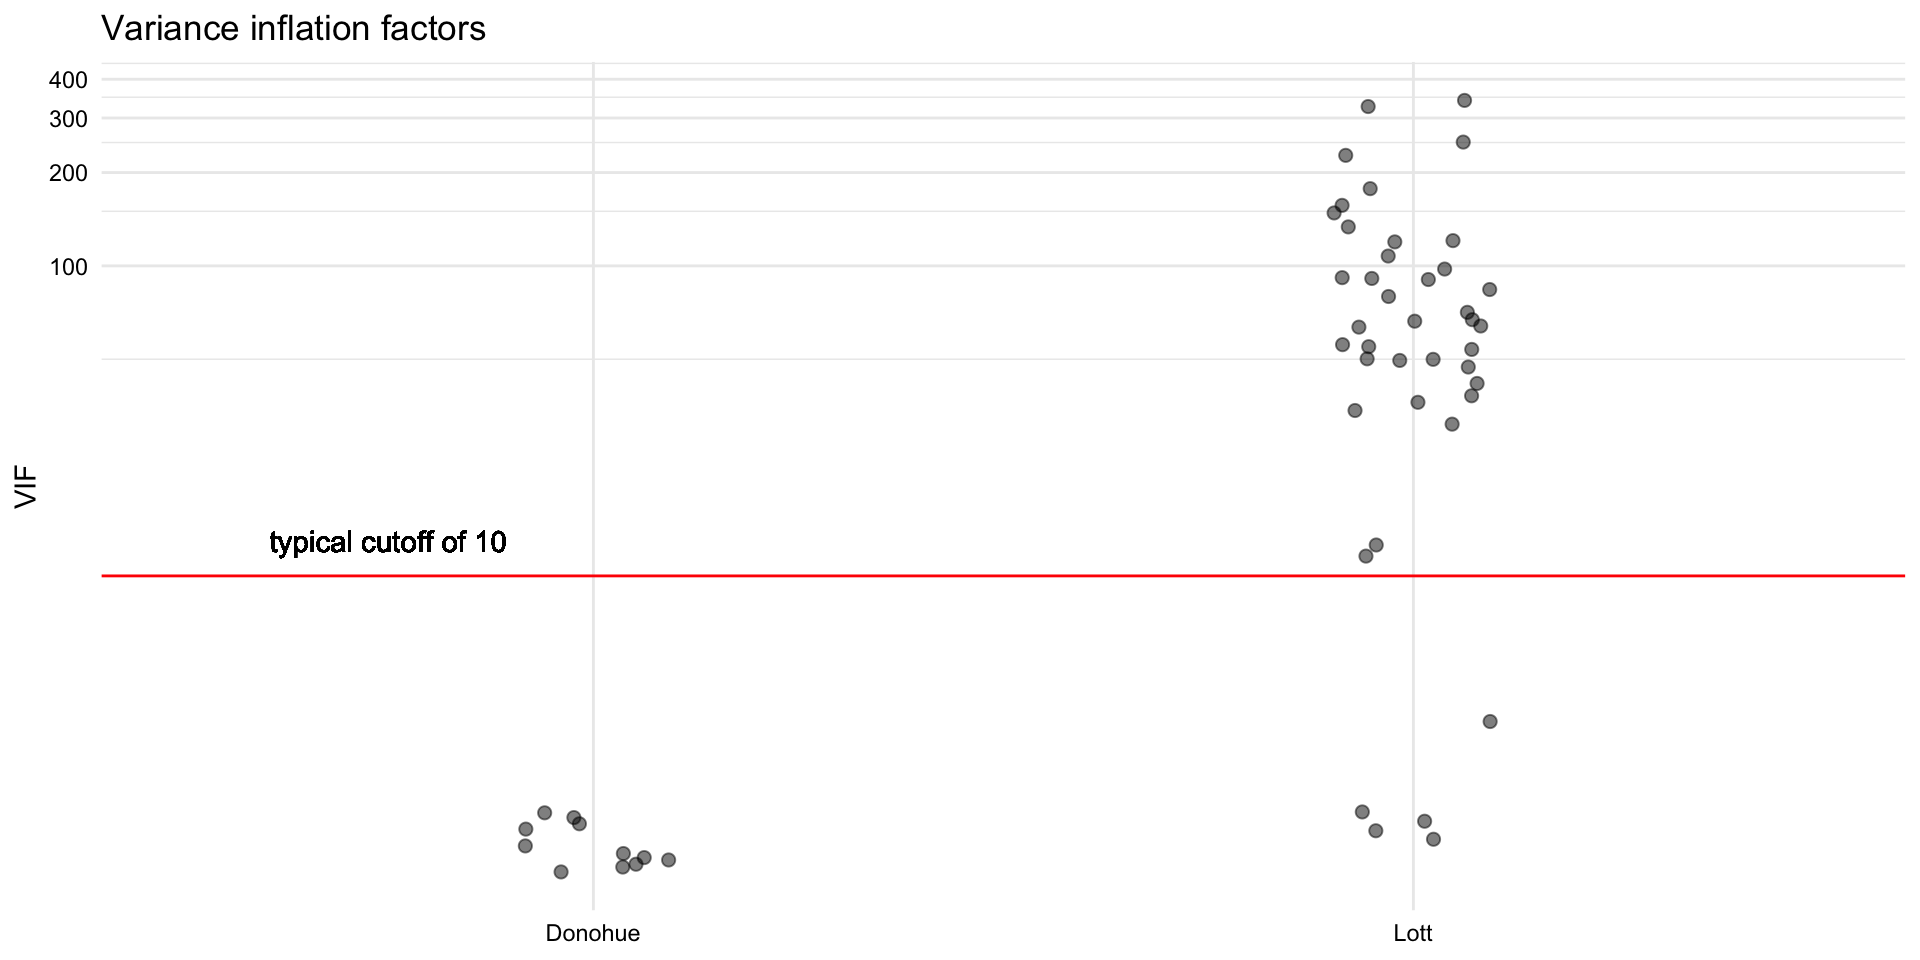 Variance inflation factors
400
300
200
100
VIF
typical cutoff of 10
Donohue
Lott